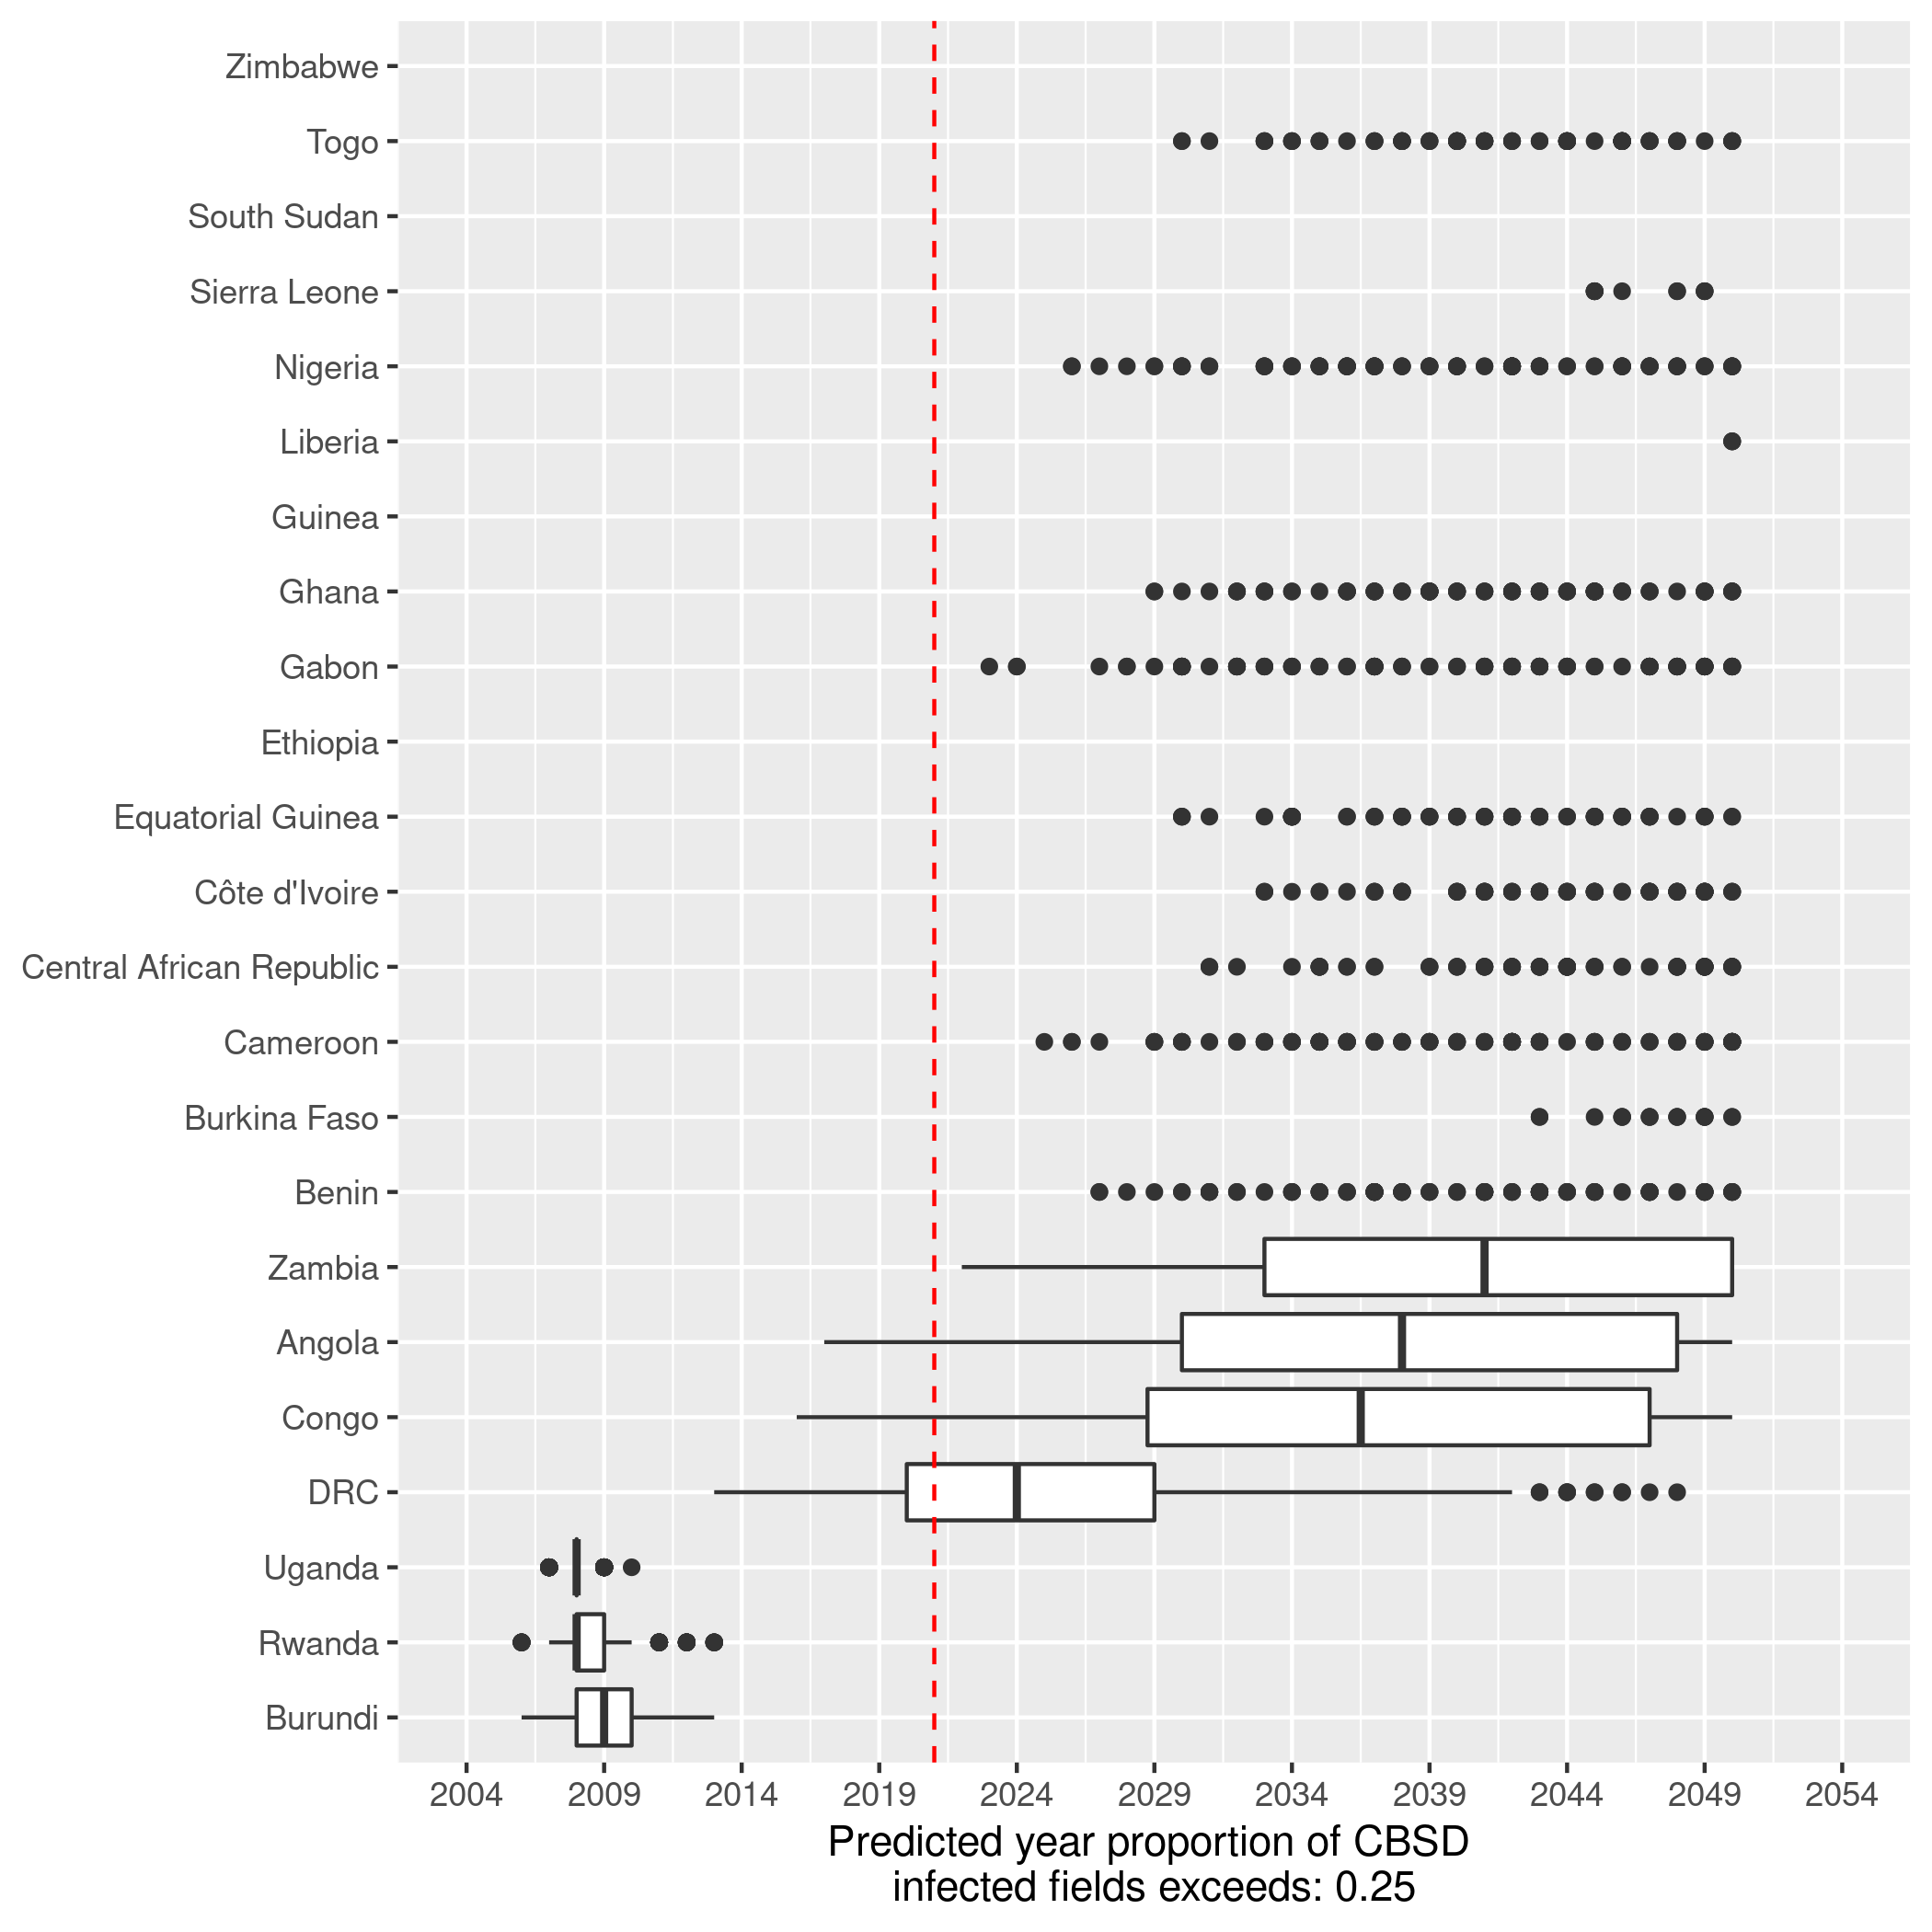 Zimbabwe
Togo
South Sudan
Sierra Leone
Nigeria
Liberia
Guinea
Ghana
Gabon
Ethiopia
Equatorial Guinea
Côte d'Ivoire
Central African Republic
Cameroon
Burkina Faso
Benin
Zambia
Angola
Congo
DRC
Uganda
Rwanda
Burundi
2004 2009 2014 2019 2024 2029 2034 2039 2044 2049 2054
Predicted year proportion of CBSD
infected fields exceeds: 0.25